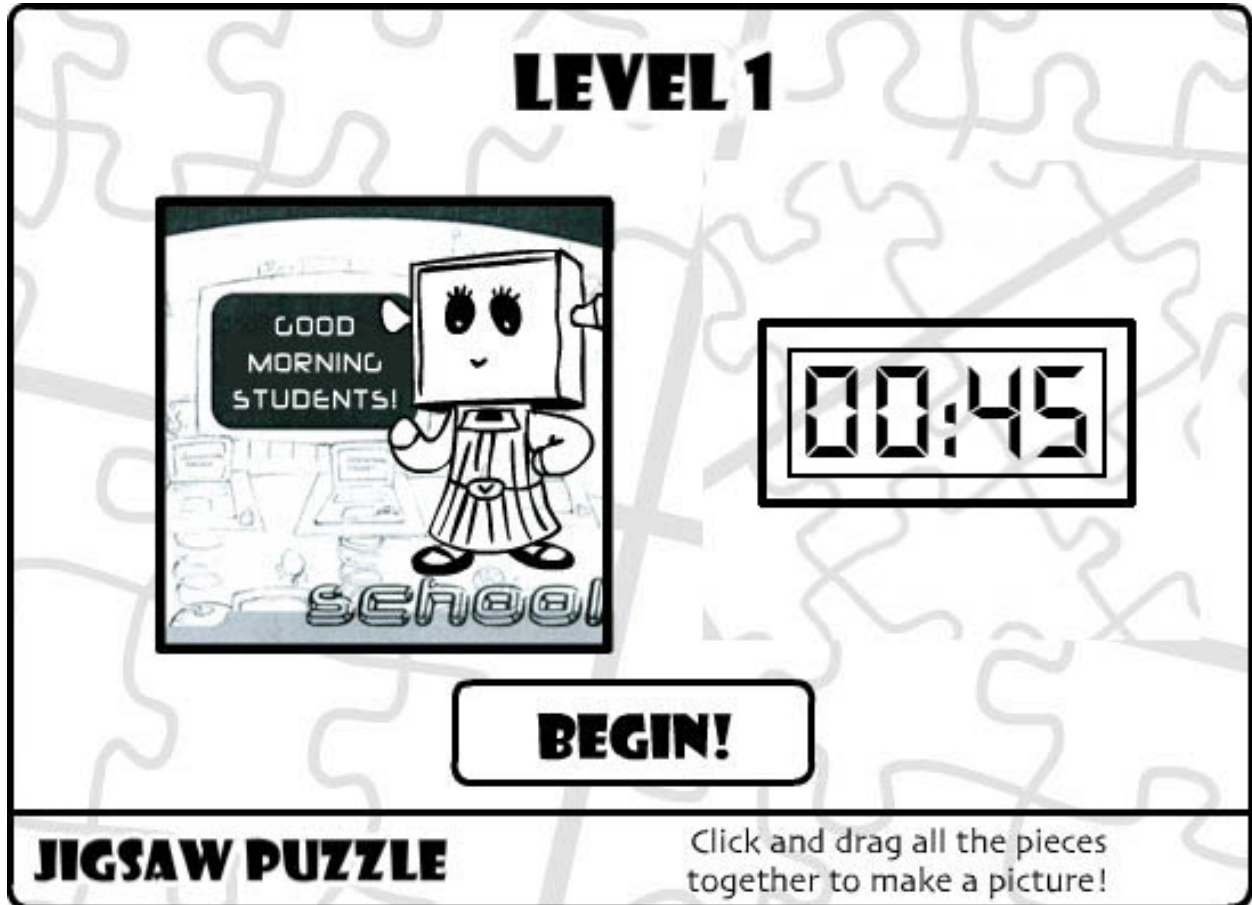 LEVEL 1
GOOD
MORNING
STUDENTS!
school
00:45
BEGIN!
JIGSAW PUZZLE
Click and drag all the pieces
together to make a picture!